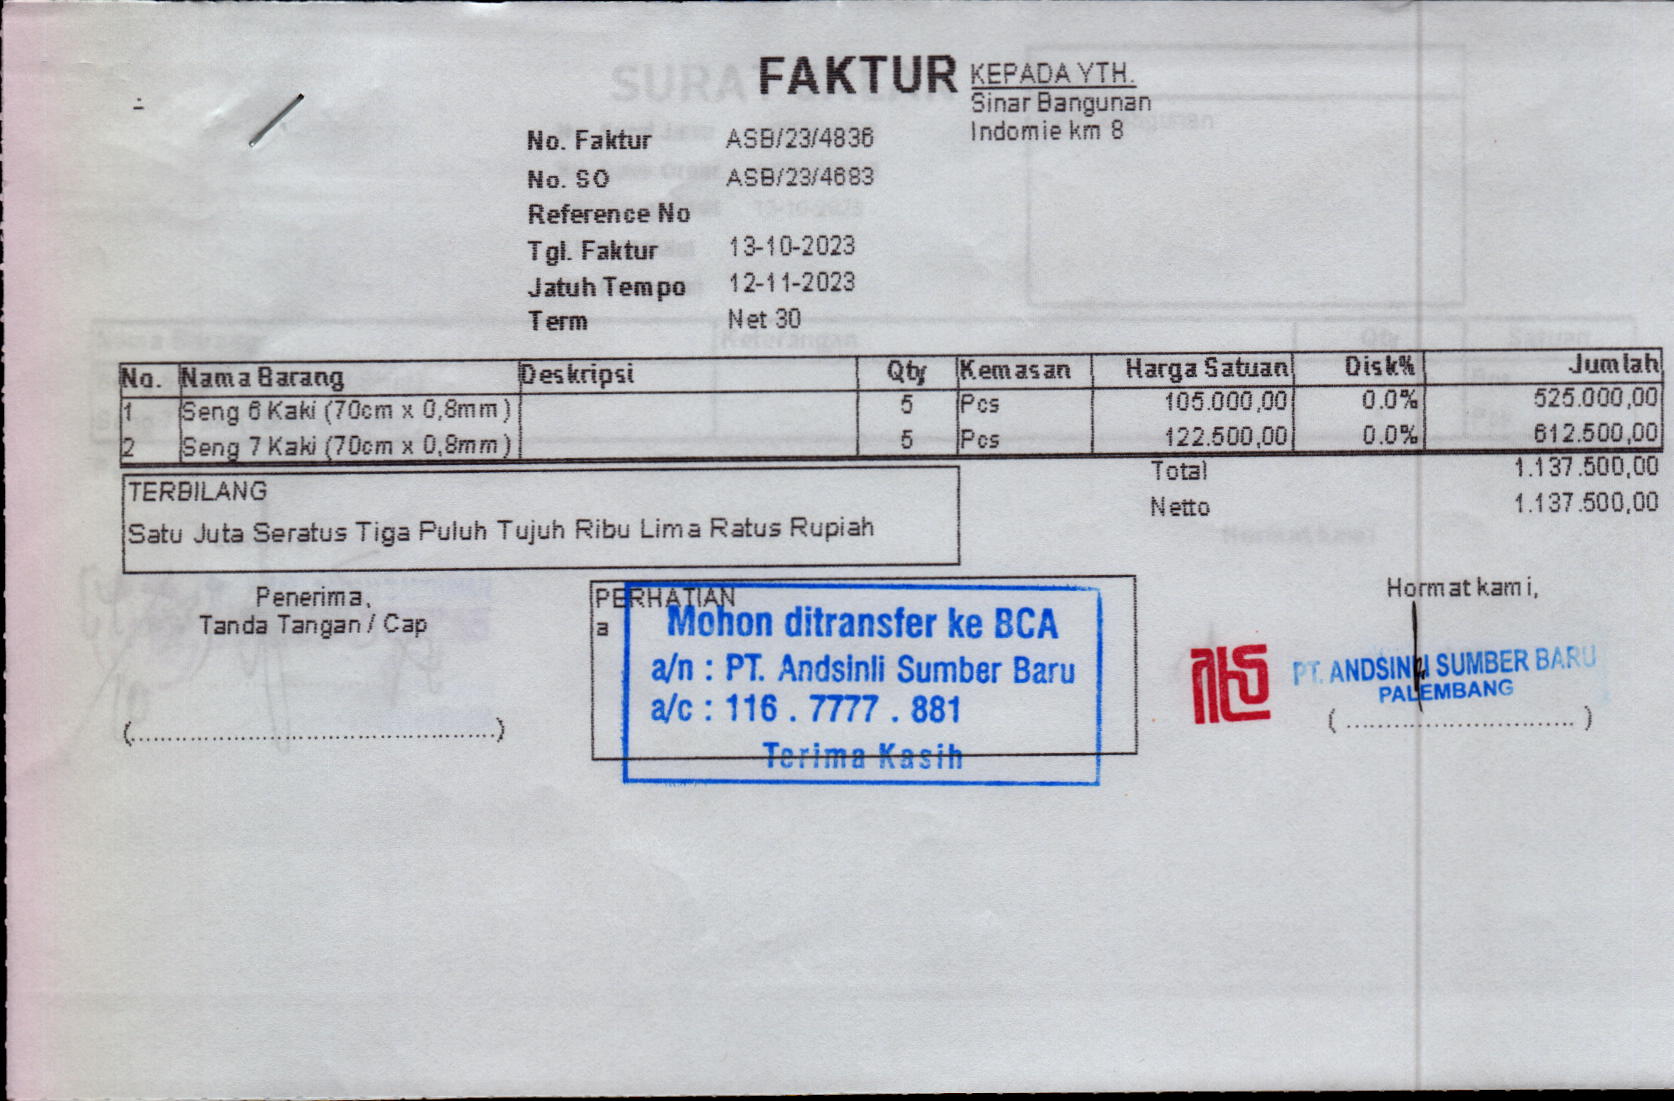 FAKTUR
KEPADA YTH.
Sinar Bangunan
Indomie km 8
No. Faktur ASB/23/4836
No. SO ASB/23/4683
Reference No
Tgl. Faktur 13-10-2023
Jatuh Tempo 12-11-2023
Term Net 30
No. Nama Barang Deskripsi Qty Kemasan Harga Satuan Disk% Jumlah
1 Seng 6 Kaki (70cm x 0,8mm) 5 Pcs 105.000,00 0.0% 525.000,00
2 Seng 7 Kaki (70cm x 0,8mm) 5 Pcs 122.500,00 0.0% 612.500,00
Total 1.137.500,00
Netto 1.137.500,00
TERBILANG
Satu Juta Seratus Tiga Puluh Tujuh Ribu Lima Ratus Rupiah
Penerima,
Tanda Tangan / Cap
(................................................)
PERHATIAN
a
Mohon ditransfer ke BCA
a/n : PT. Andsinli Sumber Baru
a/c : 116 . 7777 . 881
Terima Kasih
Hormat kami,
PT. ANDSINLI SUMBER BARU
PALEMBANG
( .............................. )